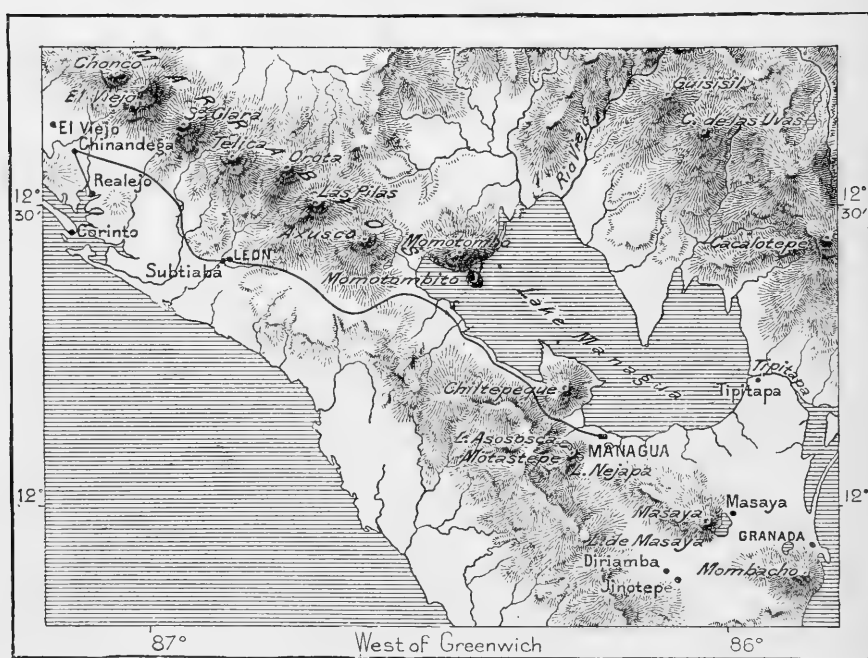 Chonco
MARRABIOS
El Viejo
Sta Clara
El Viejo
Chinandega
Telica
Orota
Realejo
Las Pilas
Corinto
Axusco
LEON
Subtiaba
Momotombo
Momotombito
Rio Viejo
Guisisil
C. de las Uvas
12°
30'
12°
30'
Cacalotepe
Lake Managua
Tipitapa
Tipitapa
Chiltepeque
L. Asososca
MANAGUA
Motastepe
L. Nejapa
12°
12°
Masaya
Masaya
GRANADA
L. de Masaya
Diriamba
Mombacho
Jinotepe
87°
West of Greenwich
86°